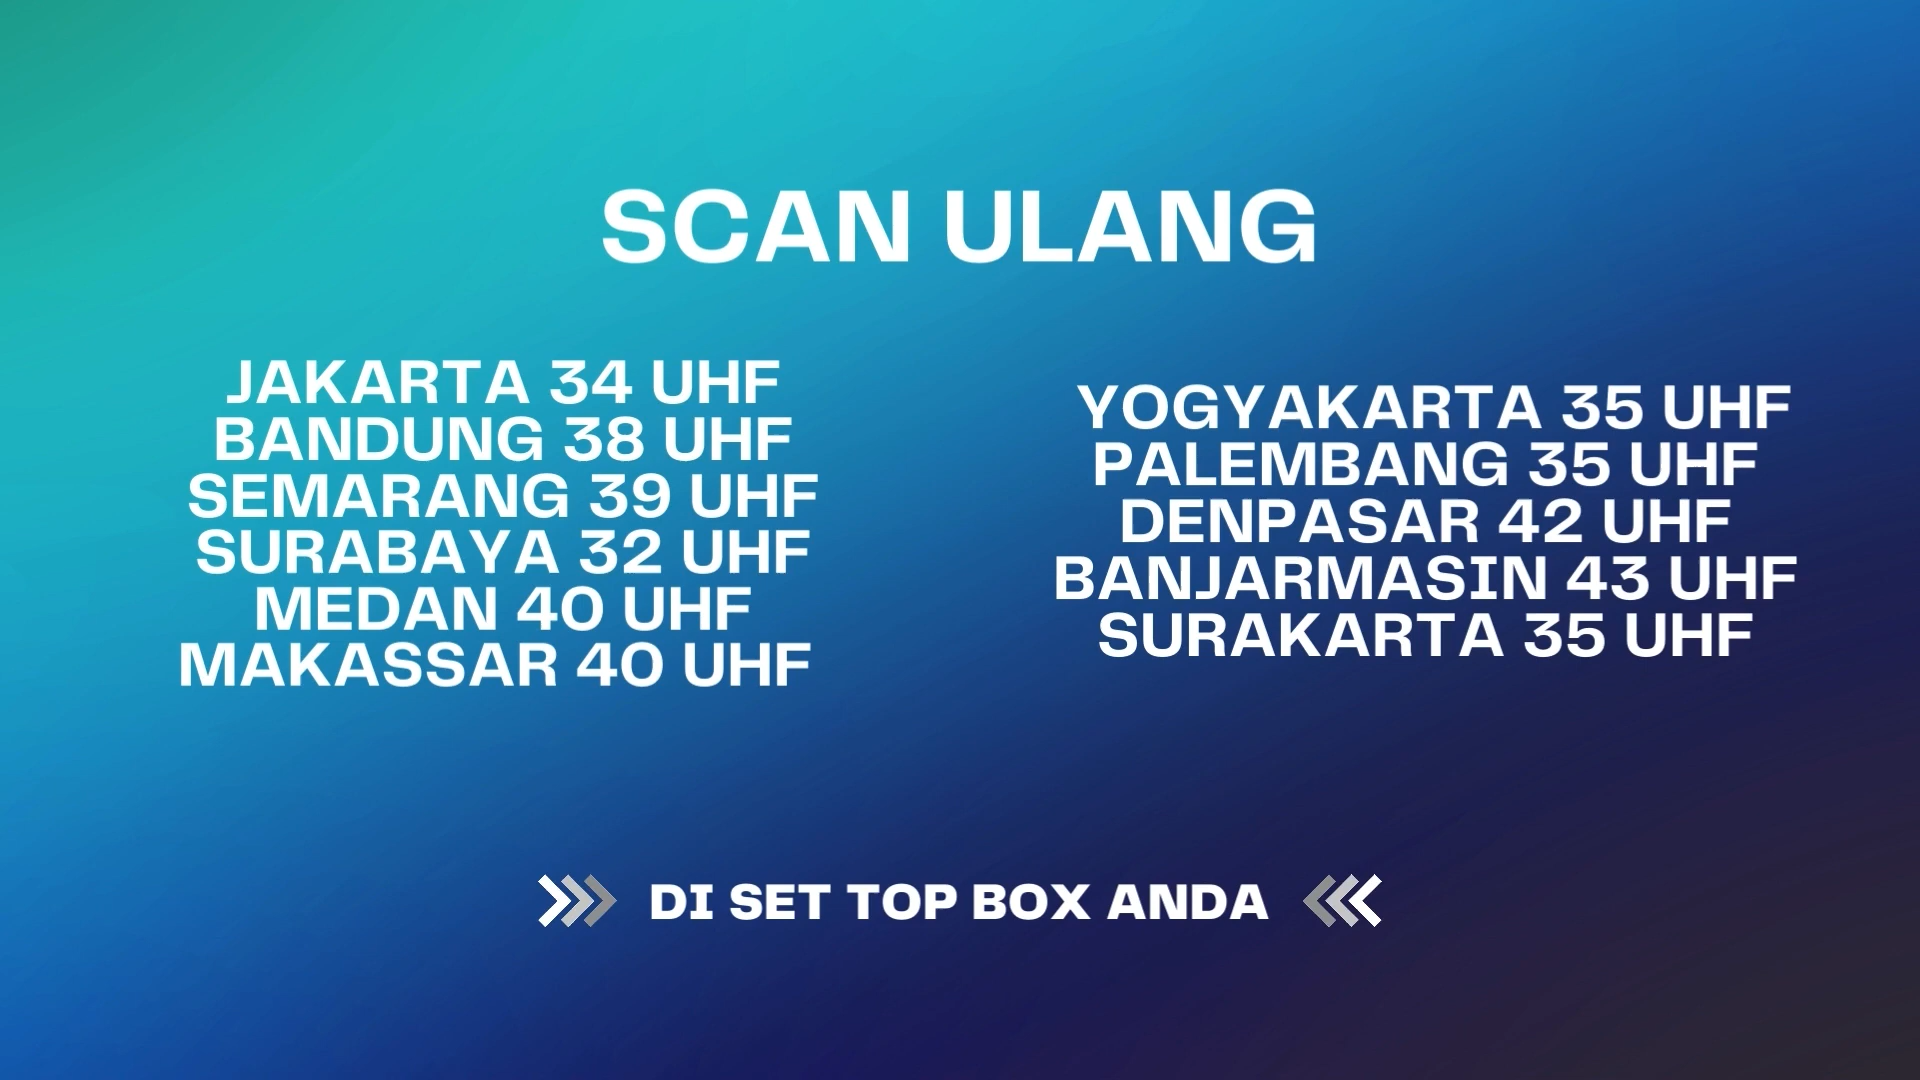 SCAN ULANG
JAKARTA 34 UHF
BANDUNG 38 UHF
SEMARANG 39 UHF
SURABAYA 32 UHF
MEDAN 40 UHF
MAKASSAR 40 UHF
YOGYAKARTA 35 UHF
PALEMBANG 35 UHF
DENPASAR 42 UHF
BANJARMASIN 43 UHF
SURAKARTA 35 UHF
DI SET TOP BOX ANDA